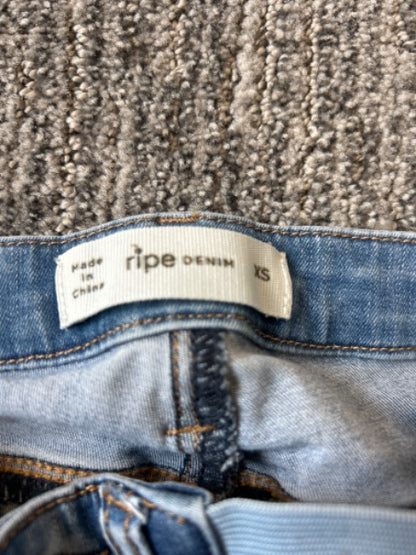 Made
in
China
ripe DENIM
XS